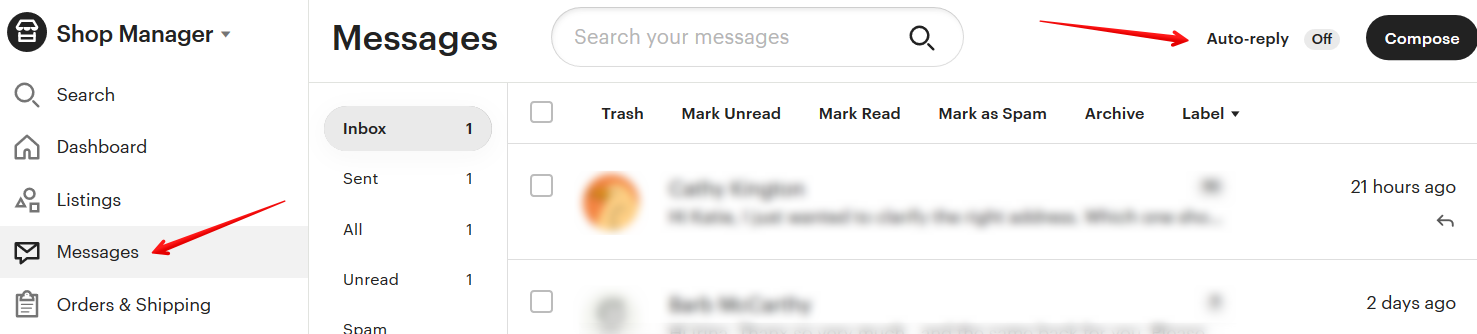 Shop Manager
Search
Dashboard
Listings
Messages
Orders & Shipping
Messages
Search your messages
Auto-reply Off
Compose
Inbox 1
Sent 1
All 1
Unread 1
Spam
Trash Mark Unread Mark Read Mark as Spam Archive Label
21 hours ago
2 days ago